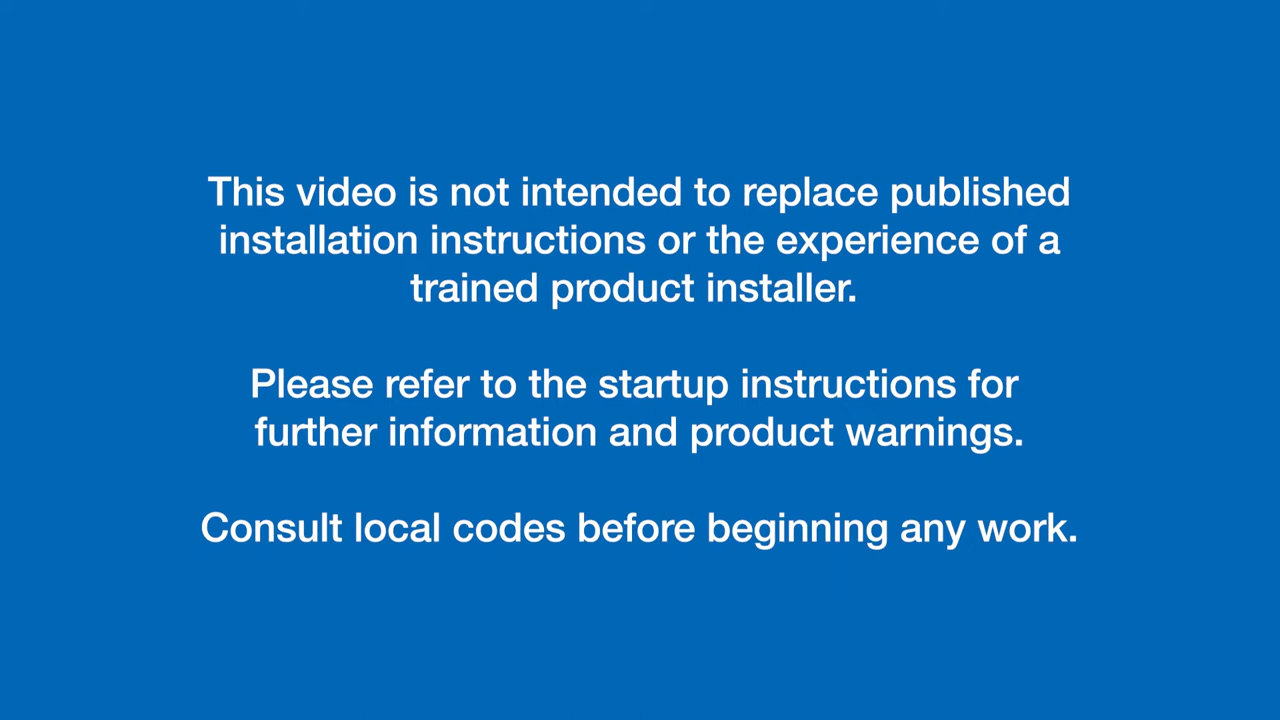 This video is not intended to replace published
installation instructions or the experience of a
trained product installer.
Please refer to the startup instructions for
further information and product warnings.
Consult local codes before beginning any work.